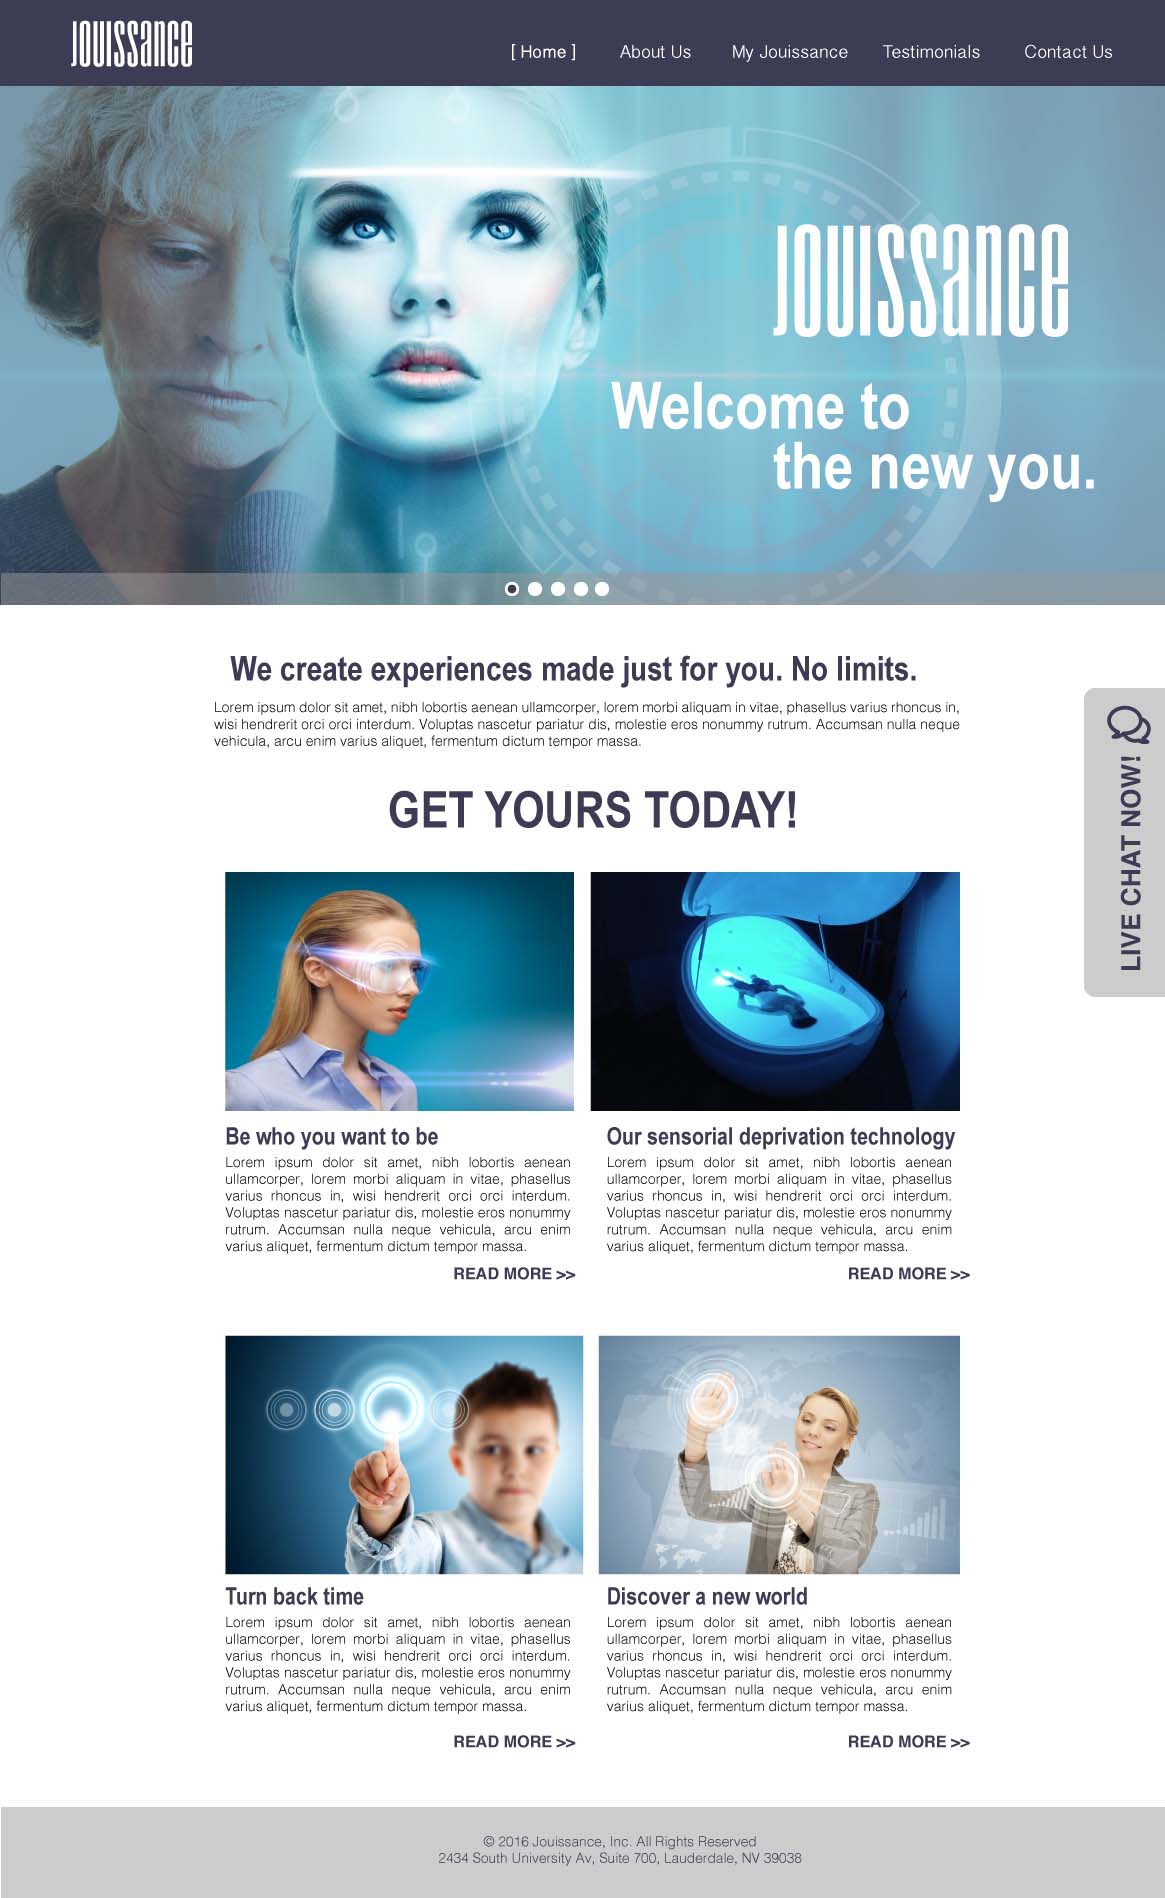 Jouissance
[ Home ] About Us My Jouissance Testimonials Contact Us
Jouissance
Welcome to
the new you.
We create experiences made just for you. No limits.
Lorem ipsum dolor sit amet, nibh lobortis aenean ullamcorper, lorem morbi aliquam in vitae, phasellus varius rhoncus in,
wisi hendrerit orci orci interdum. Voluptas nascetur pariatur dis, molestie eros nonummy rutrum. Accumsan nulla neque
vehicula, arcu enim varius aliquet, fermentum dictum tempor massa.
LIVE CHAT NOW!
GET YOURS TODAY!
Be who you want to be
Lorem ipsum dolor sit amet, nibh lobortis aenean
ullamcorper, lorem morbi aliquam in vitae, phasellus
varius rhoncus in, wisi hendrerit orci orci interdum.
Voluptas nascetur pariatur dis, molestie eros nonummy
rutrum. Accumsan nulla neque vehicula, arcu enim
varius aliquet, fermentum dictum tempor massa.
READ MORE >>
Our sensorial deprivation technology
Lorem ipsum dolor sit amet, nibh lobortis aenean
ullamcorper, lorem morbi aliquam in vitae, phasellus
varius rhoncus in, wisi hendrerit orci orci interdum.
Voluptas nascetur pariatur dis, molestie eros nonummy
rutrum. Accumsan nulla neque vehicula, arcu enim
varius aliquet, fermentum dictum tempor massa.
READ MORE >>
Turn back time
Lorem ipsum dolor sit amet, nibh lobortis aenean
ullamcorper, lorem morbi aliquam in vitae, phasellus
varius rhoncus in, wisi hendrerit orci orci interdum.
Voluptas nascetur pariatur dis, molestie eros nonummy
rutrum. Accumsan nulla neque vehicula, arcu enim
varius aliquet, fermentum dictum tempor massa.
READ MORE >>
Discover a new world
Lorem ipsum dolor sit amet, nibh lobortis aenean
ullamcorper, lorem morbi aliquam in vitae, phasellus
varius rhoncus in, wisi hendrerit orci orci interdum.
Voluptas nascetur pariatur dis, molestie eros nonummy
rutrum. Accumsan nulla neque vehicula, arcu enim
varius aliquet, fermentum dictum tempor massa.
READ MORE >>
© 2016 Jouissance, Inc. All Rights Reserved
2434 South University Av, Suite 700, Lauderdale, NV 39038